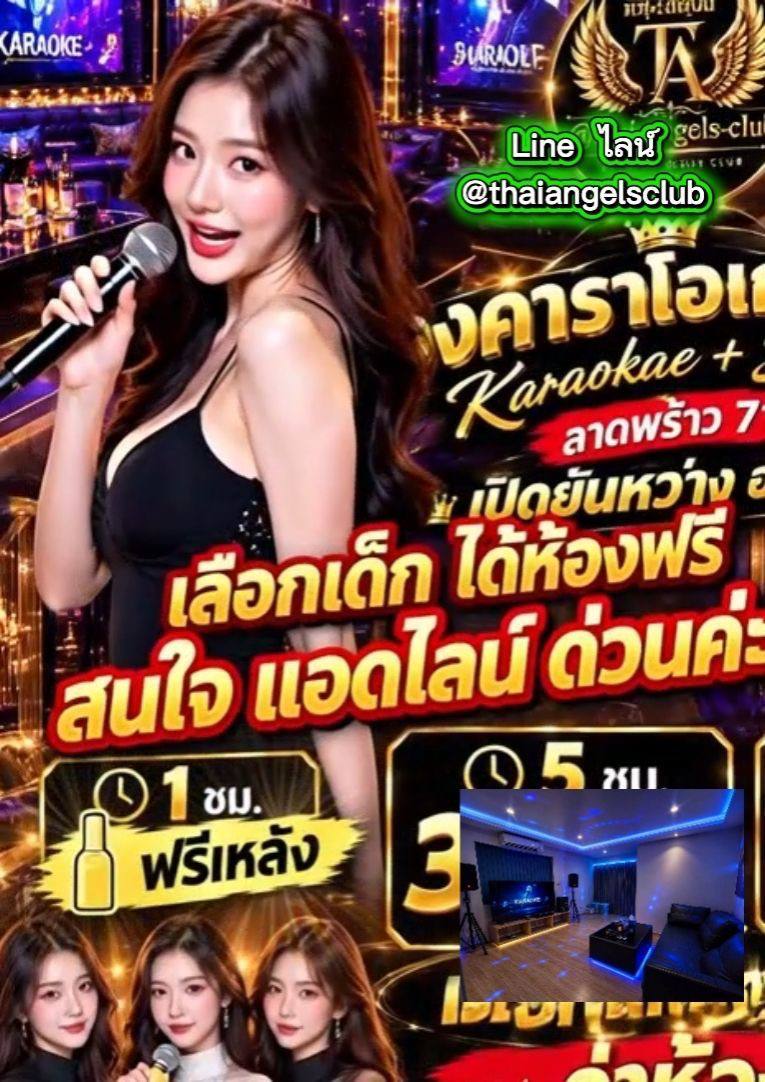 KARAOKE
TA
gels-clu
Line ไลน์
@thaiangelsclub
คาราโอเ
Karaokae +
ลาดพร้าว 7
เปิดยันหว่าง
เลือกเด็ก ได้ห้องฟรี
สนใจ แอดไลน์ ด่วนค่ะ
1 ชม.
5 ชม.
ฟรีเหล้ง
3
KARAOKE